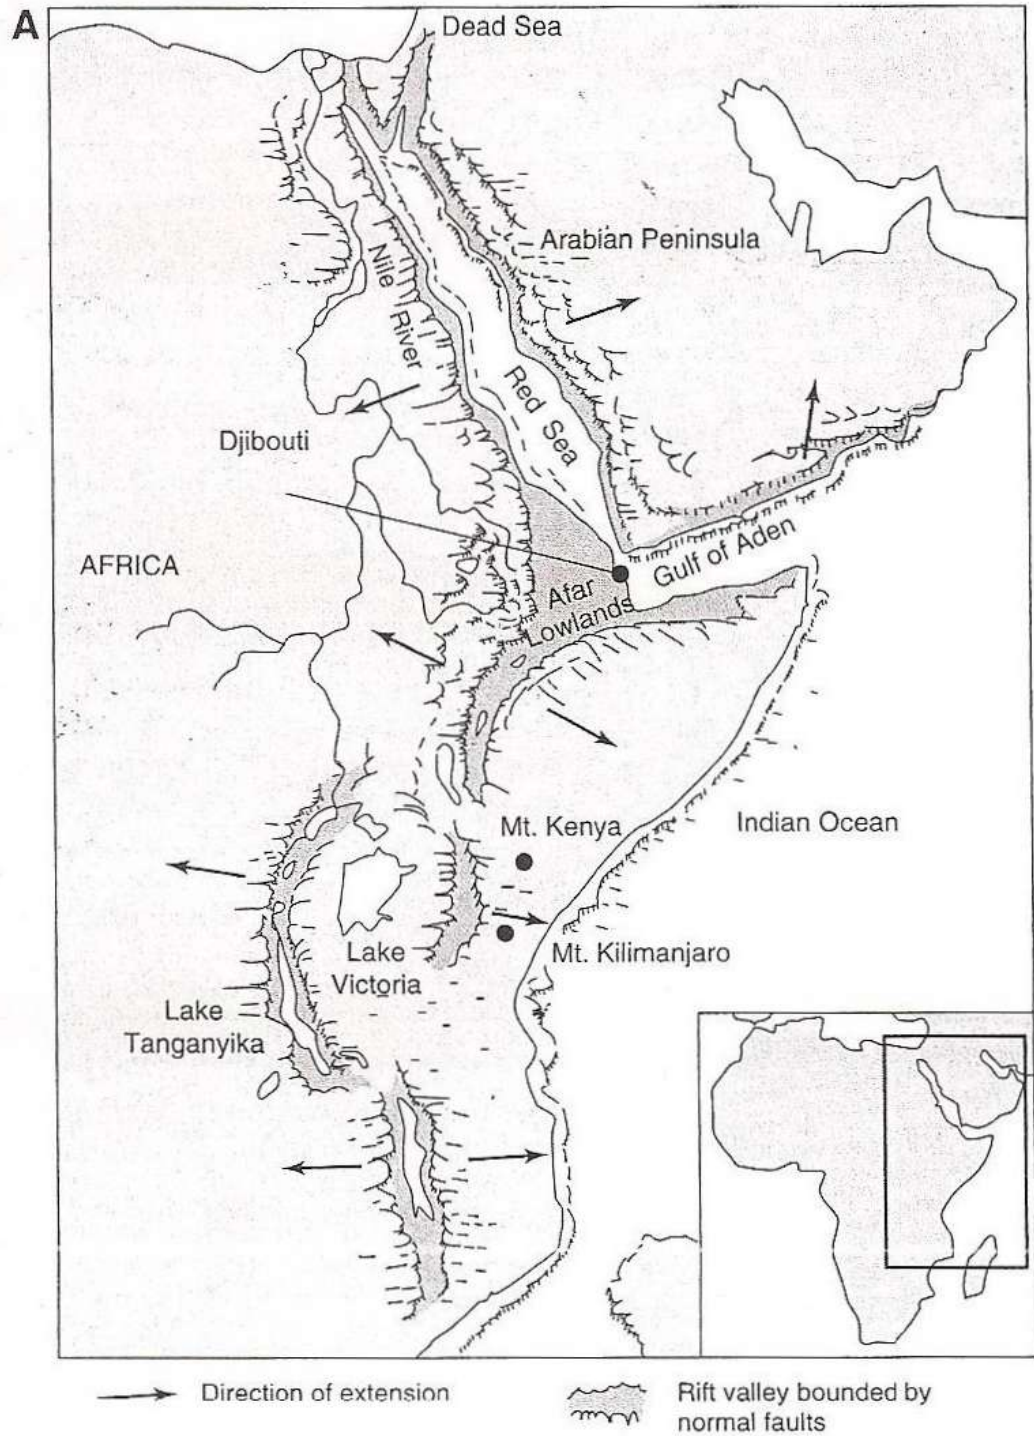 A
Dead Sea
Arabian Peninsula
Nile
River
Red Sea
Djibouti
Gulf of Aden
AFRICA
Afar
Lowlands
Mt. Kenya
Indian Ocean
Lake
Victoria
Mt. Kilimanjaro
Lake
Tanganyika
Direction of extension
Rift valley bounded by
normal faults